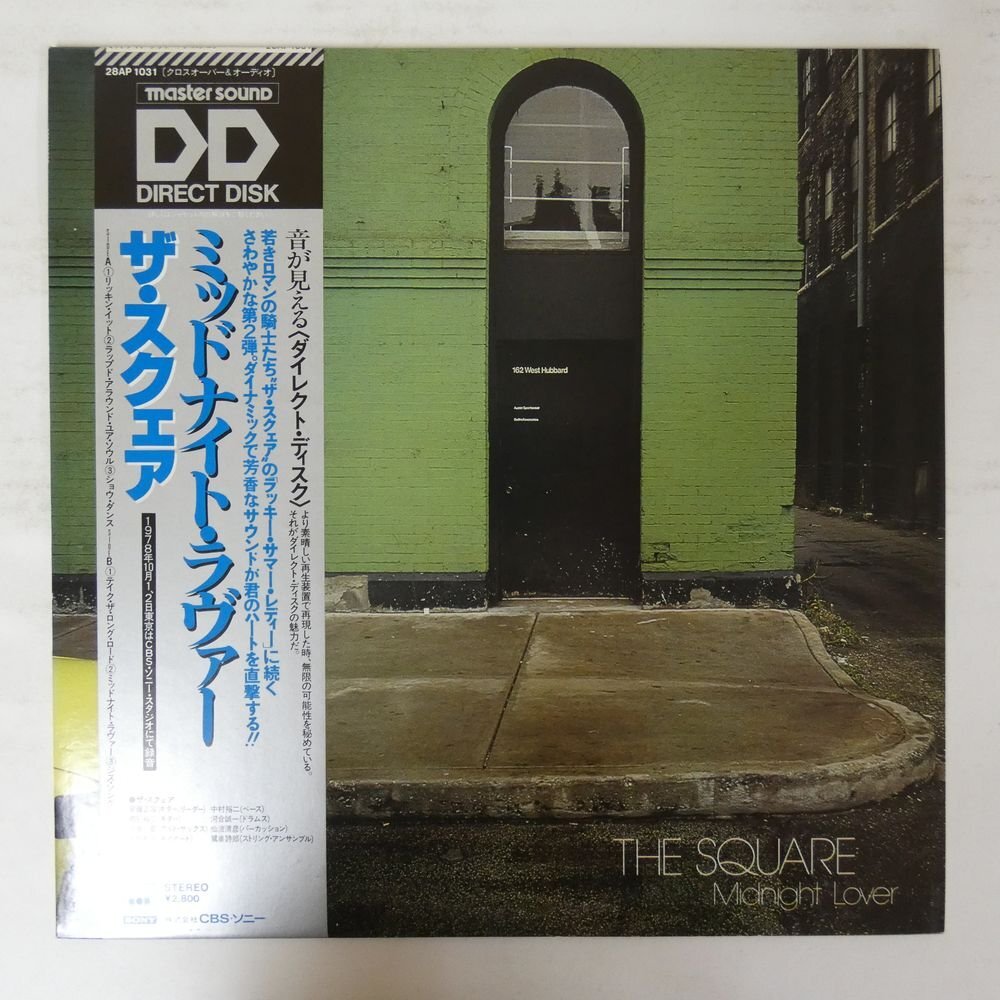 28AP 1031 [クロスオーバー&オーディオ]
master sound
DD
DIRECT DISK
音が見える〈ダイレクト・ディスク〉
より素晴しい再生装置で再現した時、無限の可能性を秘めている。
それがダイレクト・ディスクの魅力だ。
若きロマンの騎士たち“ザ・スクェア”のラッキー・サマー・レディー」に続く
さわやかな第2弾。ダイナミックで芳香なサウンドが君のハートを直撃する!!
ミッドナイト・ラヴァー
ザ・スクェア
1978年10月1、2日東京はCBS・ソニー・スタジオにて録音
A①リッキン・イット②ラップド・アラウンド・ユア・ソウル③ショウ・ダンス
B①テイク・ザ・ロング・ロード②ミッドナイト・ラヴァー③
●ザ・スクェア
中村裕二(ベース)
河合誠一(ドラムス)
仙波清彦(パーカッション)
(ストリング・アンサンブル)
STEREO
¥2,800
SONY 株式会社 CBS・ソニー
162 West Hubbard
THE SQUARE
Midnight Lover